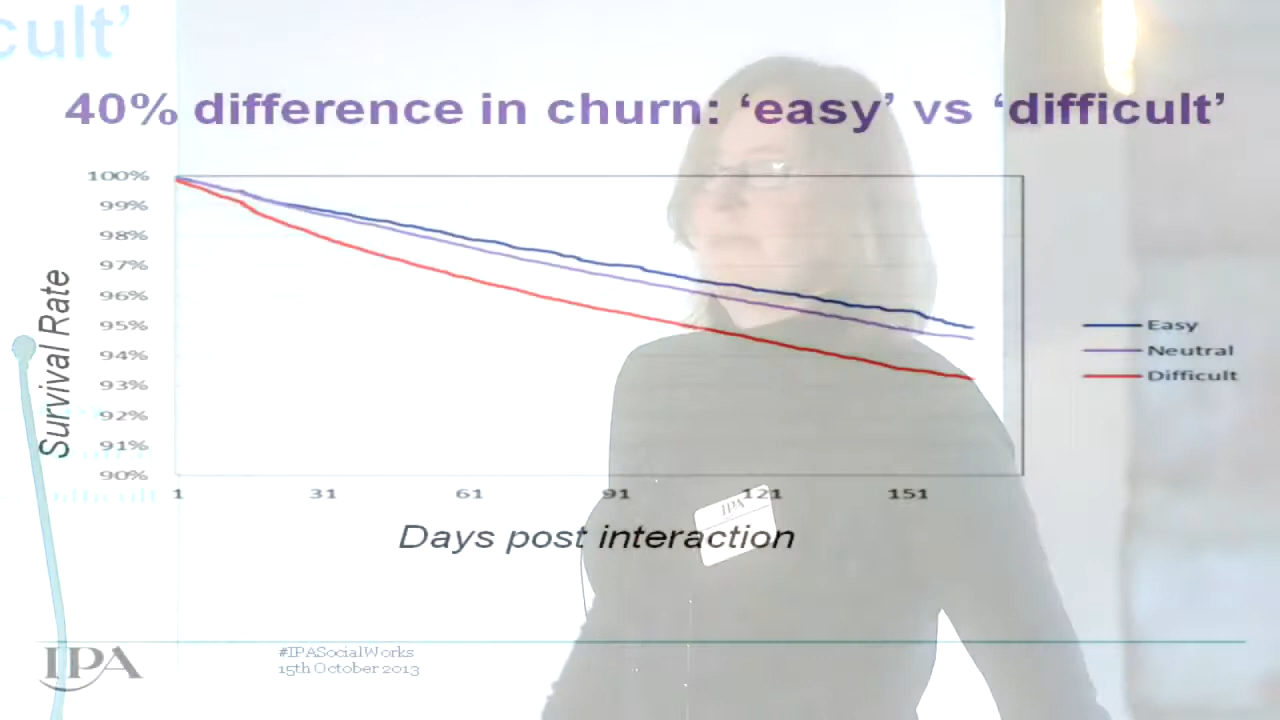 cult’
40% difference in churn: ‘easy’ vs ‘difficult’
100%
99%
98%
97%
96%
95%
94%
93%
92%
91%
90%
Survival Rate
1 31 61 91 121 151
Days post interaction
Easy
Neutral
Difficult
IPA
IPA
#IPASocialWorks
15th October 2013